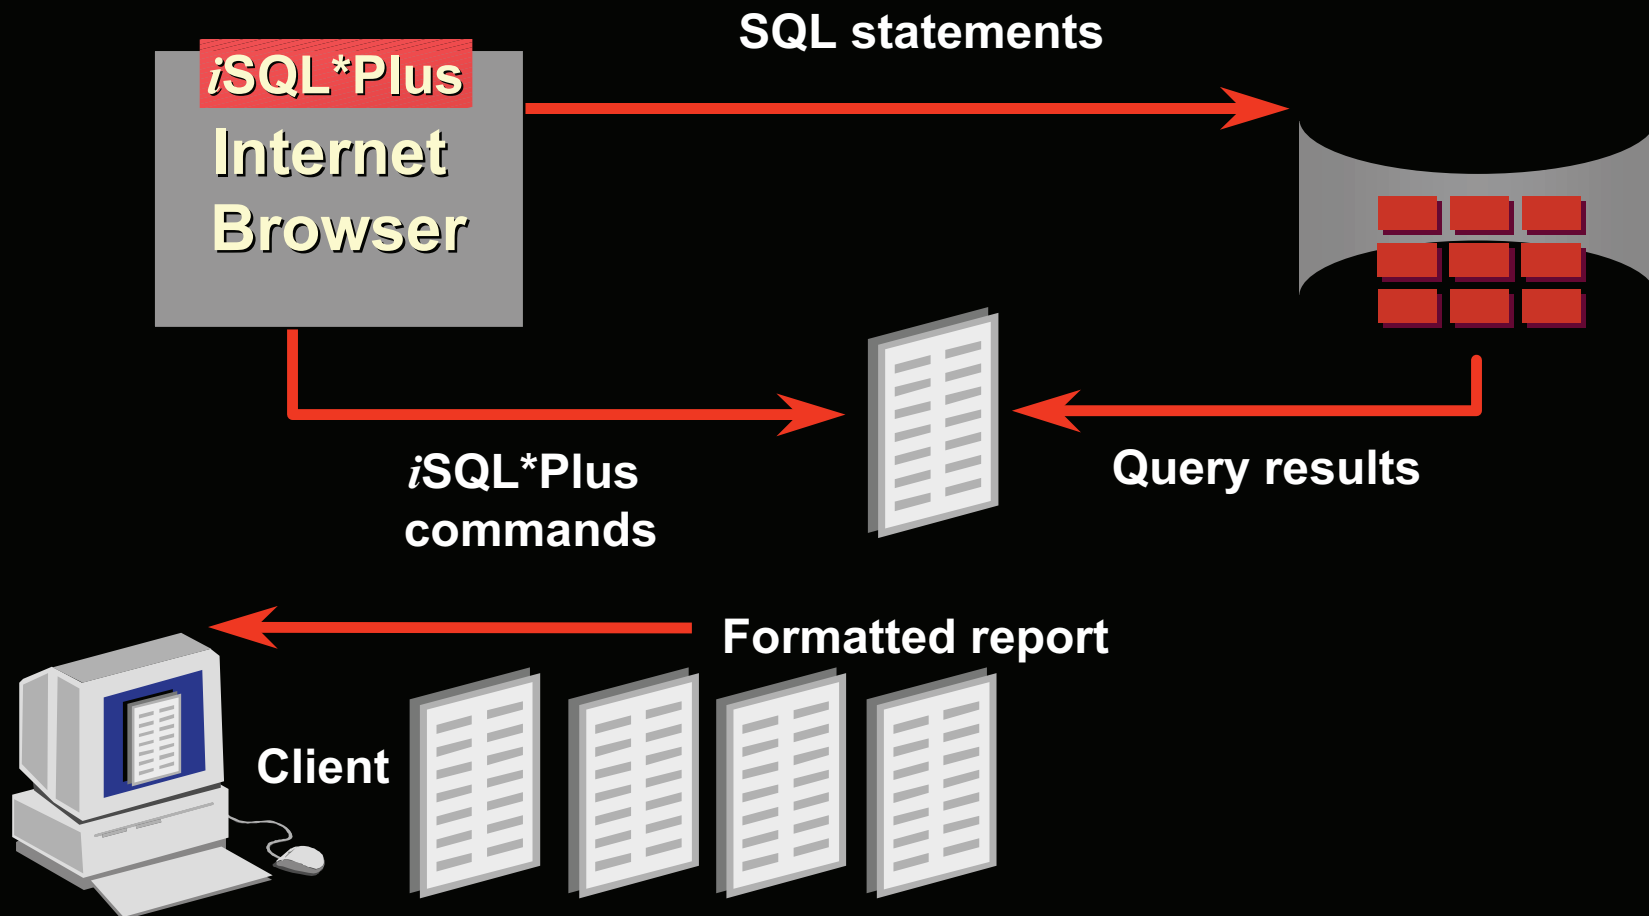 SQL statements
iSQL*Plus
Internet
Browser
iSQL*Plus
commands
Query results
Formatted report
Client